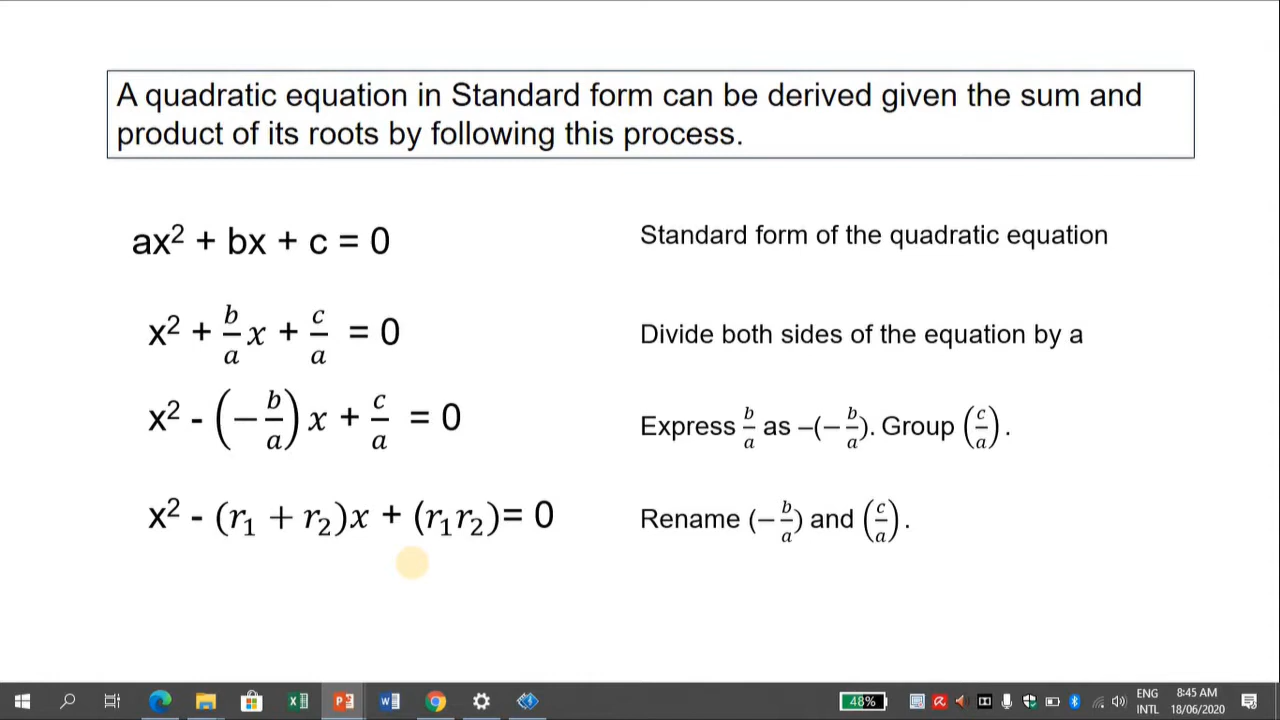 A quadratic equation in Standard form can be derived given the sum and
product of its roots by following this process.
ax² + bx + c = 0
Standard form of the quadratic equation
x² + b/a x + c/a = 0
Divide both sides of the equation by a
x² - (−b/a) x + c/a = 0
Express b/a as –(−b/a). Group (c/a).
x² - (r₁ + r₂)x + (r₁r₂)= 0
Rename (−b/a) and (c/a).
48%
ENG
INTL
8:45 AM
18/06/2020